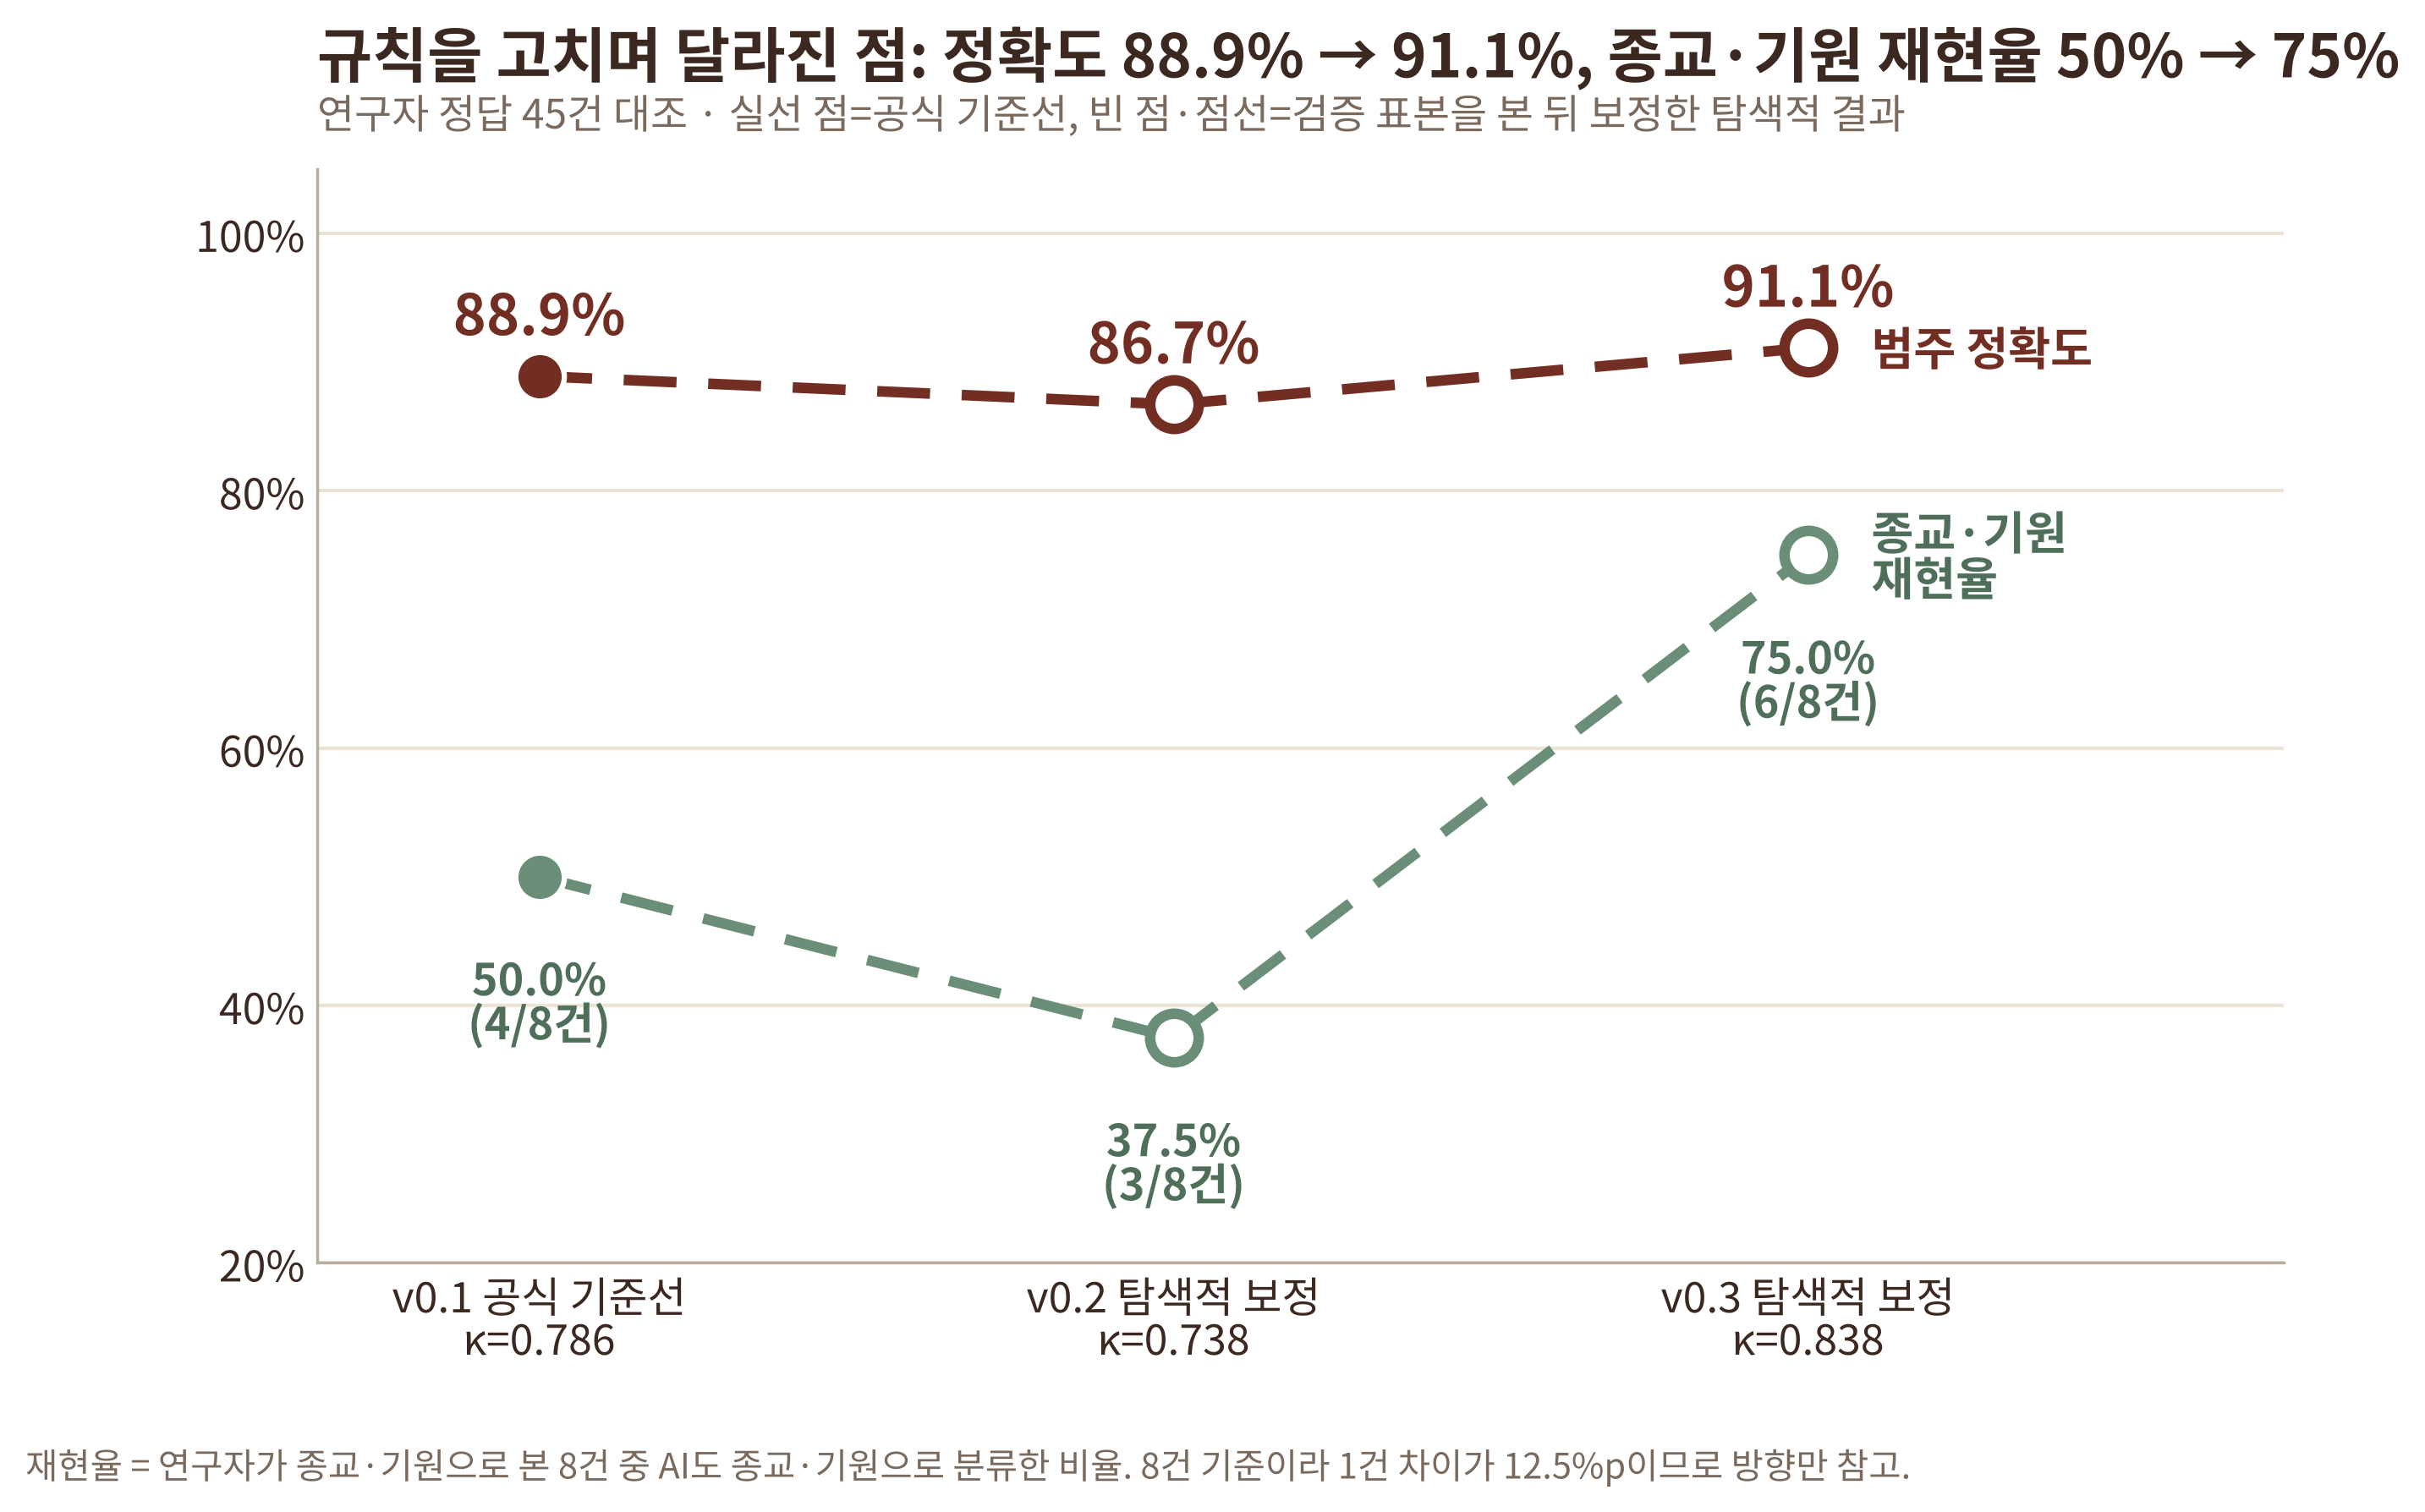 규칙을 고치며 달라진 점: 정확도 88.9% → 91.1%, 종교·기원 재현율 50% → 75%
연구자 정답 45건 대조 · 실선 점=공식 기준선, 빈 점·점선=검증 표본을 본 뒤 보정한 탐색적 결과
100%
88.9%
86.7%
91.1%
범주 정확도
80%
종교·기원
재현율
75.0%
(6/8건)
60%
50.0%
(4/8건)
40%
37.5%
(3/8건)
20%
v0.1 공식 기준선
κ=0.786
v0.2 탐색적 보정
κ=0.738
v0.3 탐색적 보정
κ=0.838
재현율 = 연구자가 종교·기원으로 본 8건 중 AI도 종교·기원으로 분류한 비율. 8건 기준이라 1건 차이가 12.5%p이므로 방향만 참고.